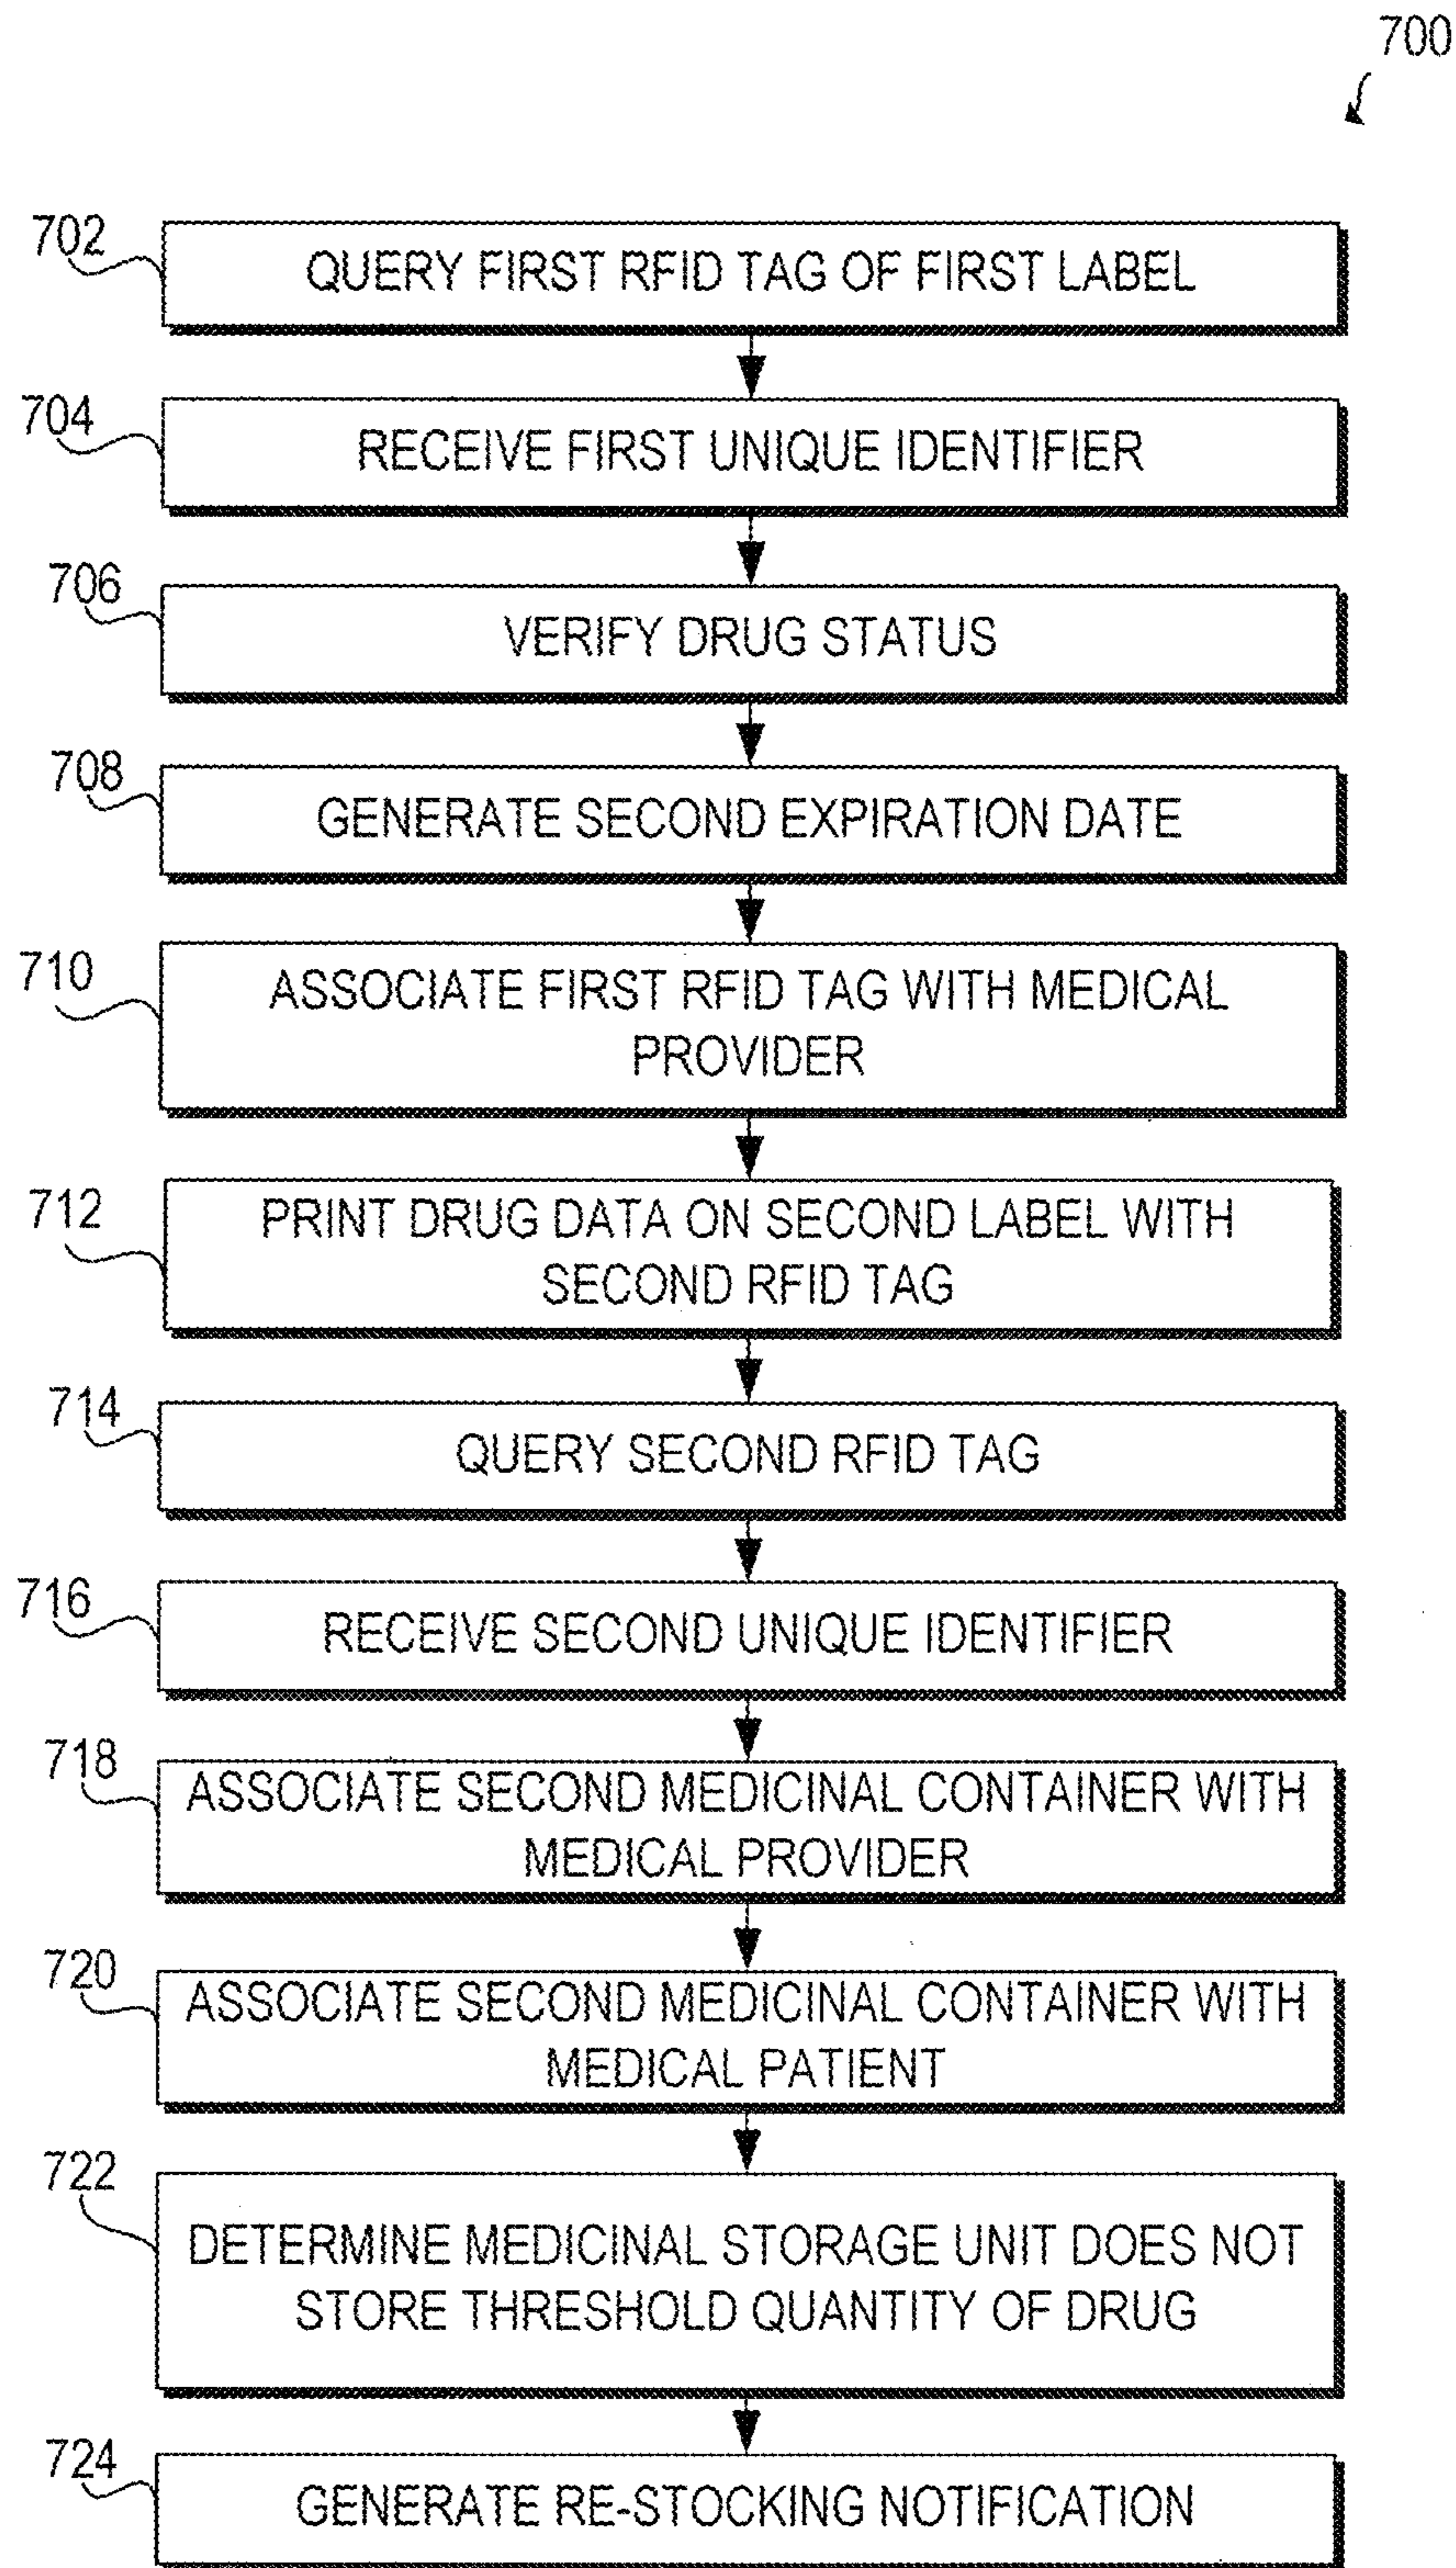 700
702
QUERY FIRST RFID TAG OF FIRST LABEL
704
RECEIVE FIRST UNIQUE IDENTIFIER
706
VERIFY DRUG STATUS
708
GENERATE SECOND EXPIRATION DATE
710
ASSOCIATE FIRST RFID TAG WITH MEDICAL
PROVIDER
712
PRINT DRUG DATA ON SECOND LABEL WITH
SECOND RFID TAG
714
QUERY SECOND RFID TAG
716
RECEIVE SECOND UNIQUE IDENTIFIER
718
ASSOCIATE SECOND MEDICINAL CONTAINER WITH
MEDICAL PROVIDER
720
ASSOCIATE SECOND MEDICINAL CONTAINER WITH
MEDICAL PATIENT
722
DETERMINE MEDICINAL STORAGE UNIT DOES NOT
STORE THRESHOLD QUANTITY OF DRUG
724
GENERATE RE-STOCKING NOTIFICATION